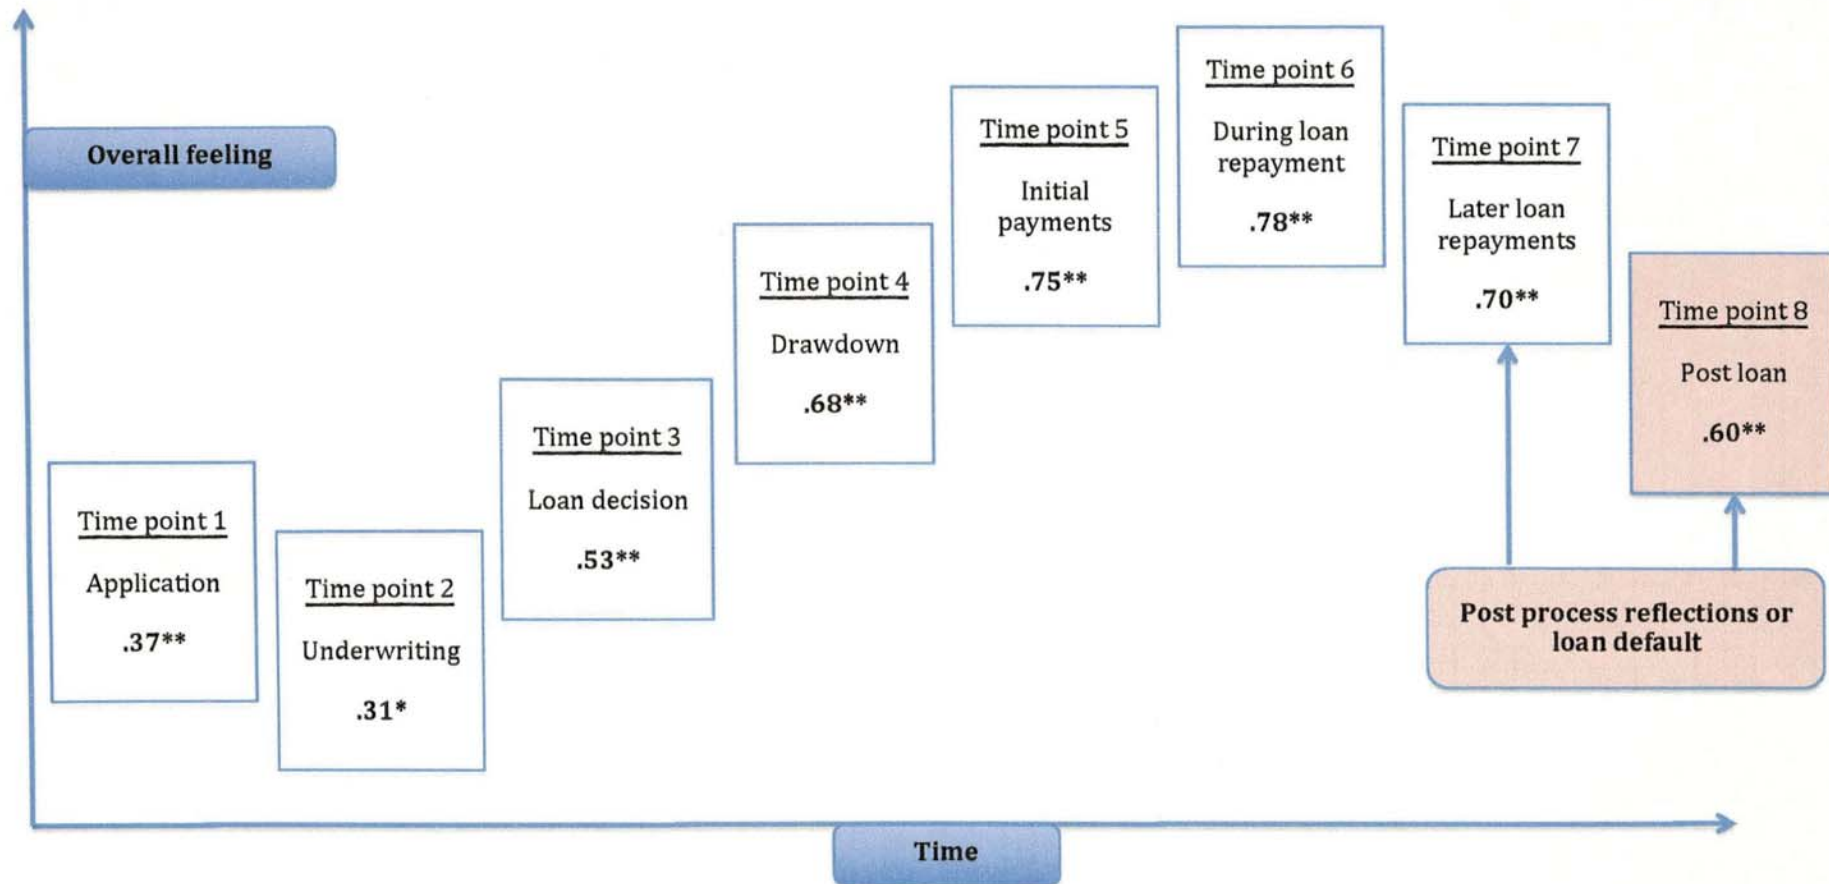 Overall feeling
Time point 1
Application
.37**
Time point 2
Underwriting
.31*
Time point 3
Loan decision
.53**
Time point 4
Drawdown
.68**
Time point 5
Initial
payments
.75**
Time point 6
During loan
repayment
.78**
Time point 7
Later loan
repayments
.70**
Time point 8
Post loan
.60**
Post process reflections or
loan default
Time